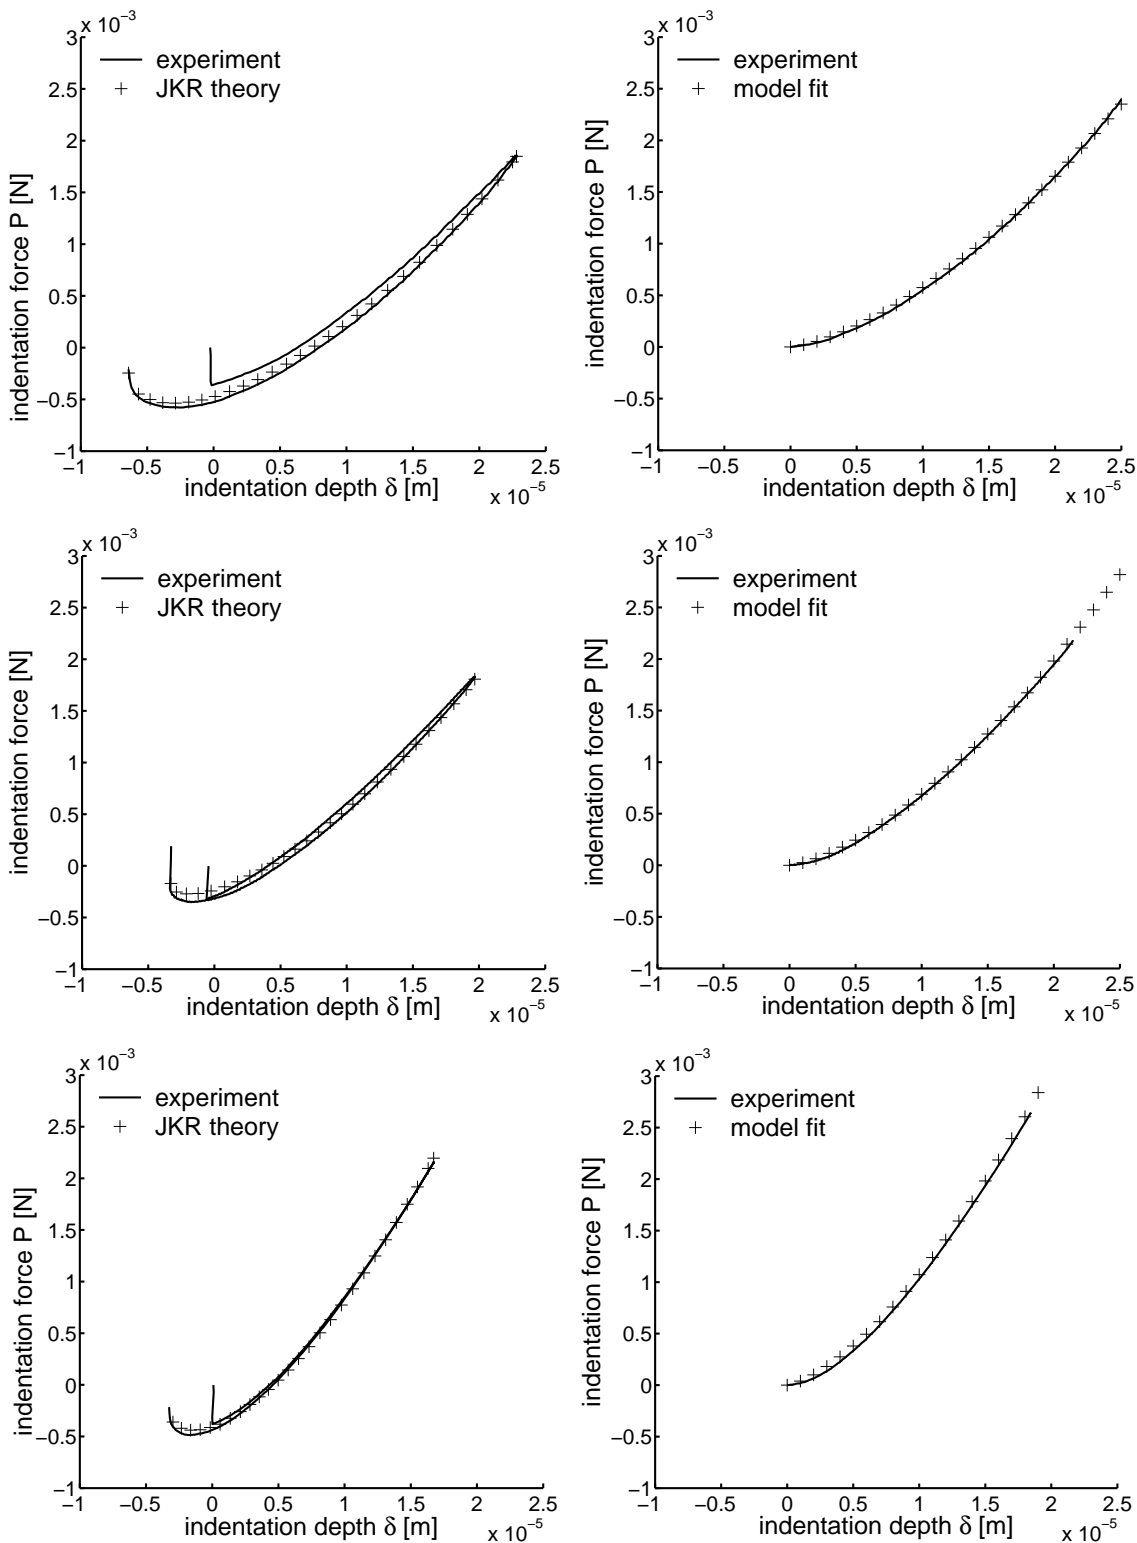 x 10⁻³
3
2.5
2
1.5
1
0.5
0
−0.5
−1
−1 −0.5 0 0.5 1 1.5 2 2.5
x 10⁻⁵
indentation depth δ [m]
indentation force P [N]
experiment
JKR theory
x 10⁻³
3
2.5
2
1.5
1
0.5
0
−0.5
−1
−1 −0.5 0 0.5 1 1.5 2 2.5
x 10⁻⁵
indentation depth δ [m]
indentation force P [N]
experiment
model fit
x 10⁻³
3
2.5
2
1.5
1
0.5
0
−0.5
−1
−1 −0.5 0 0.5 1 1.5 2 2.5
x 10⁻⁵
indentation depth δ [m]
indentation force [N]
experiment
JKR theory
x 10⁻³
3
2.5
2
1.5
1
0.5
0
−0.5
−1
−1 −0.5 0 0.5 1 1.5 2 2.5
x 10⁻⁵
indentation depth δ [m]
indentation force P [N]
experiment
model fit
x 10⁻³
3
2.5
2
1.5
1
0.5
0
−0.5
−1
−1 −0.5 0 0.5 1 1.5 2 2.5
x 10⁻⁵
indentation depth δ [m]
indentation force P [N]
experiment
JKR theory
x 10⁻³
3
2.5
2
1.5
1
0.5
0
−0.5
−1
−1 −0.5 0 0.5 1 1.5 2 2.5
x 10⁻⁵
indentation depth δ [m]
indentation force P [N]
experiment
model fit